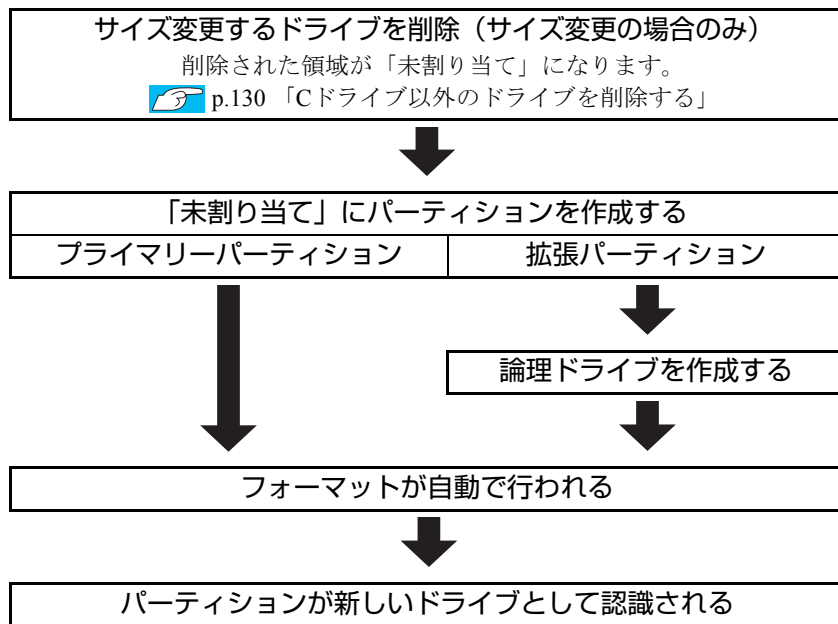 サイズ変更するドライブを削除（サイズ変更の場合のみ）
削除された領域が「未割り当て」になります。
p.130 「Cドライブ以外のドライブを削除する」
「未割り当て」にパーティションを作成する
プライマリーパーティション
拡張パーティション
論理ドライブを作成する
フォーマットが自動で行われる
パーティションが新しいドライブとして認識される